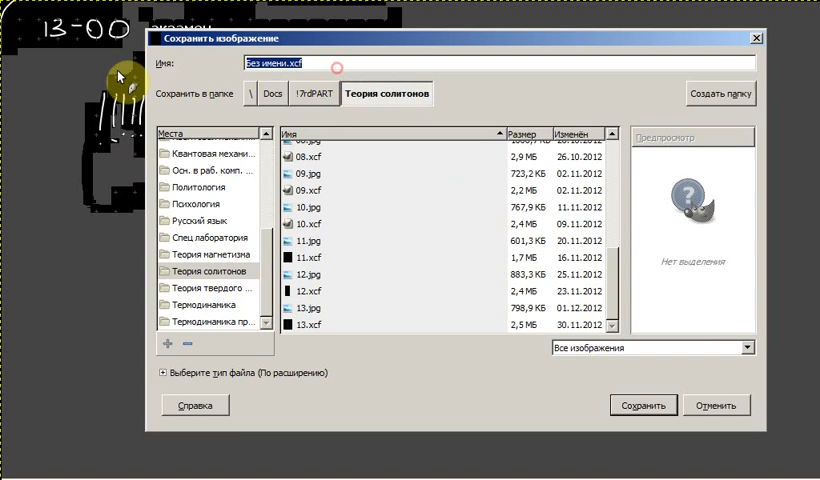 13-00 экзамен
Сохранить изображение
Имя: Без имени.xcf
Сохранить в папке \ Docs !7rdPART Теория солитонов Создать папку
Места Имя Размер Изменён Предпросмотр
Квантовая механи... 08.xcf 2,9 МБ 26.10.2012
Осн. в раб. комп. ... 09.jpg 723,2 КБ 02.11.2012
Политология 09.xcf 2,2 МБ 02.11.2012
Психология 10.jpg 767,9 КБ 11.11.2012
Русский язык 10.xcf 2,4 МБ 09.11.2012
Спец лаборатория 11.jpg 601,3 КБ 20.11.2012
Теория магнетизма 11.xcf 1,7 МБ 16.11.2012
Нет выделения
Теория солитонов 12.jpg 883,3 КБ 25.11.2012
Теория твердого ... 12.xcf 2,4 МБ 23.11.2012
Термодинамика 13.jpg 798,9 КБ 01.12.2012
Термодинамика пр... 13.xcf 2,5 МБ 30.11.2012
Все изображения
Выберите тип файла (По расширению)
Справка Сохранить Отменить